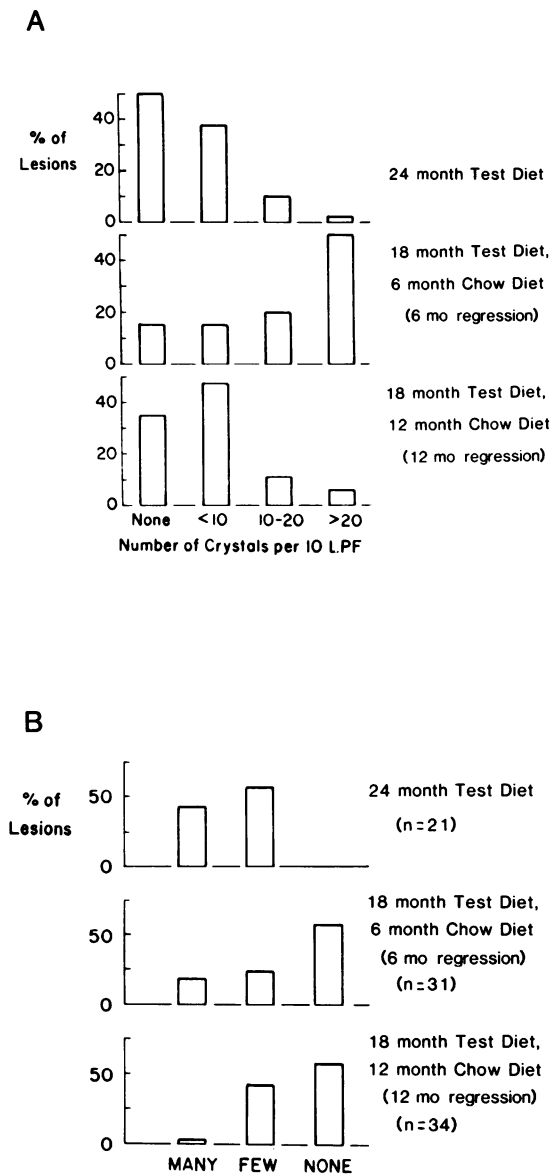 A
% of
Lesions
40
20
0
24 month Test Diet
40
20
0
18 month Test Diet,
6 month Chow Diet
(6 mo regression)
40
20
0
18 month Test Diet,
12 month Chow Diet
(12 mo regression)
None <10 10-20 >20
Number of Crystals per 10 L.PF
B
% of
Lesions
50
0
24 month Test Diet
(n=21)
50
0
18 month Test Diet,
6 month Chow Diet
(6 mo regression)
(n=31)
50
0
18 month Test Diet,
12 month Chow Diet
(12 mo regression)
(n=34)
MANY FEW NONE